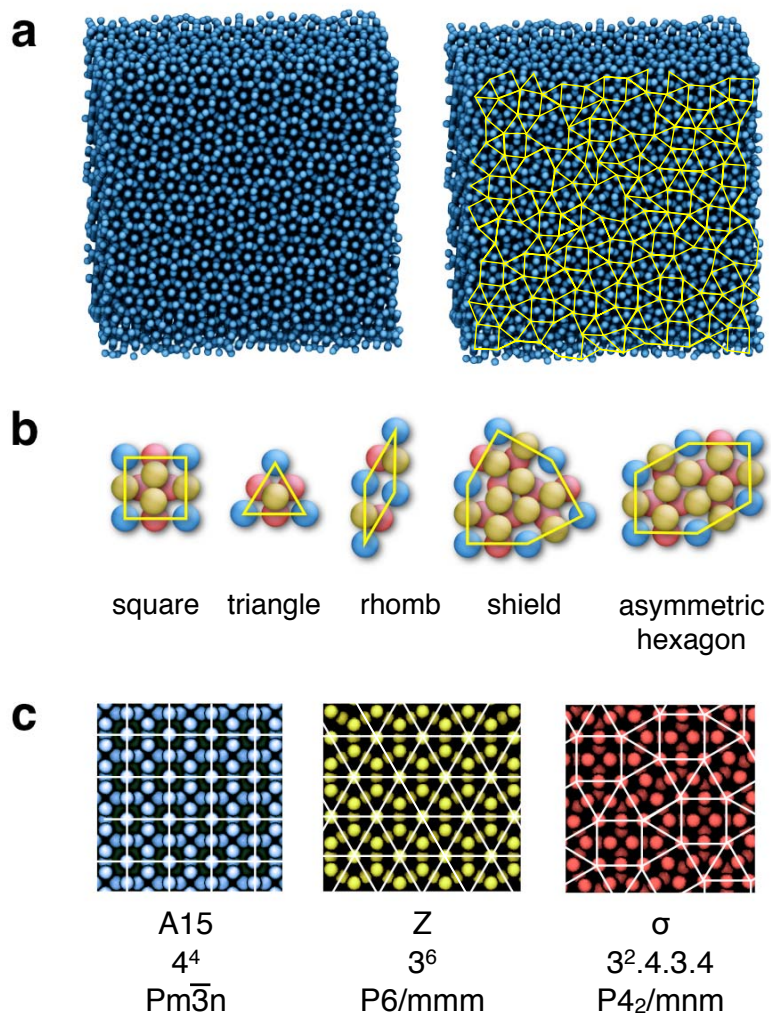 a
b
square
triangle
rhomb
shield
asymmetric
hexagon
c
A15
Z
σ
4⁴
3⁶
3².4.3.4
Pm3̅n
P6/mmm
P4₂/mnm